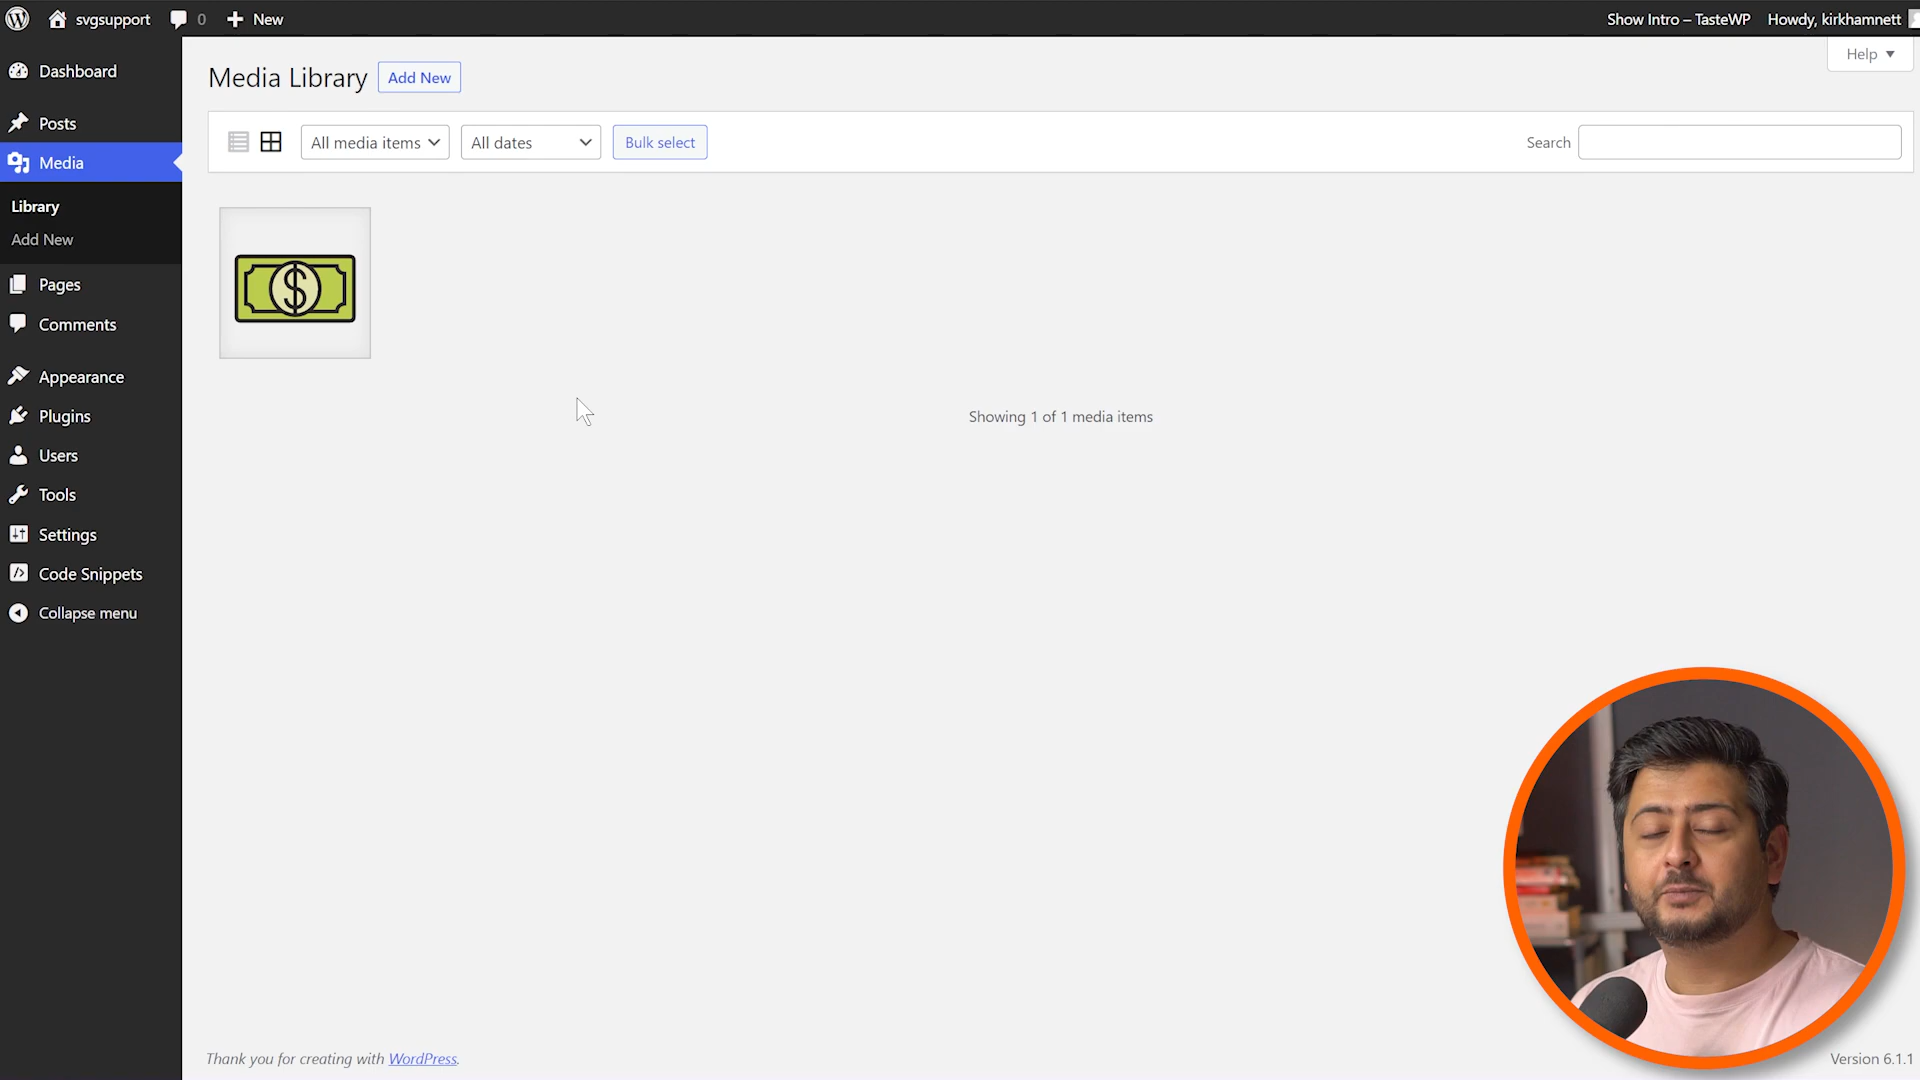 svgsupport
0
New
Show Intro – TasteWP
Howdy, kirkhamnett
Dashboard
Posts
Media
Library
Add New
Pages
Comments
Appearance
Plugins
Users
Tools
Settings
Code Snippets
Collapse menu
Help
Media Library
Add New
All media items
All dates
Bulk select
Search
$
Showing 1 of 1 media items
Thank you for creating with WordPress.
Version 6.1.1